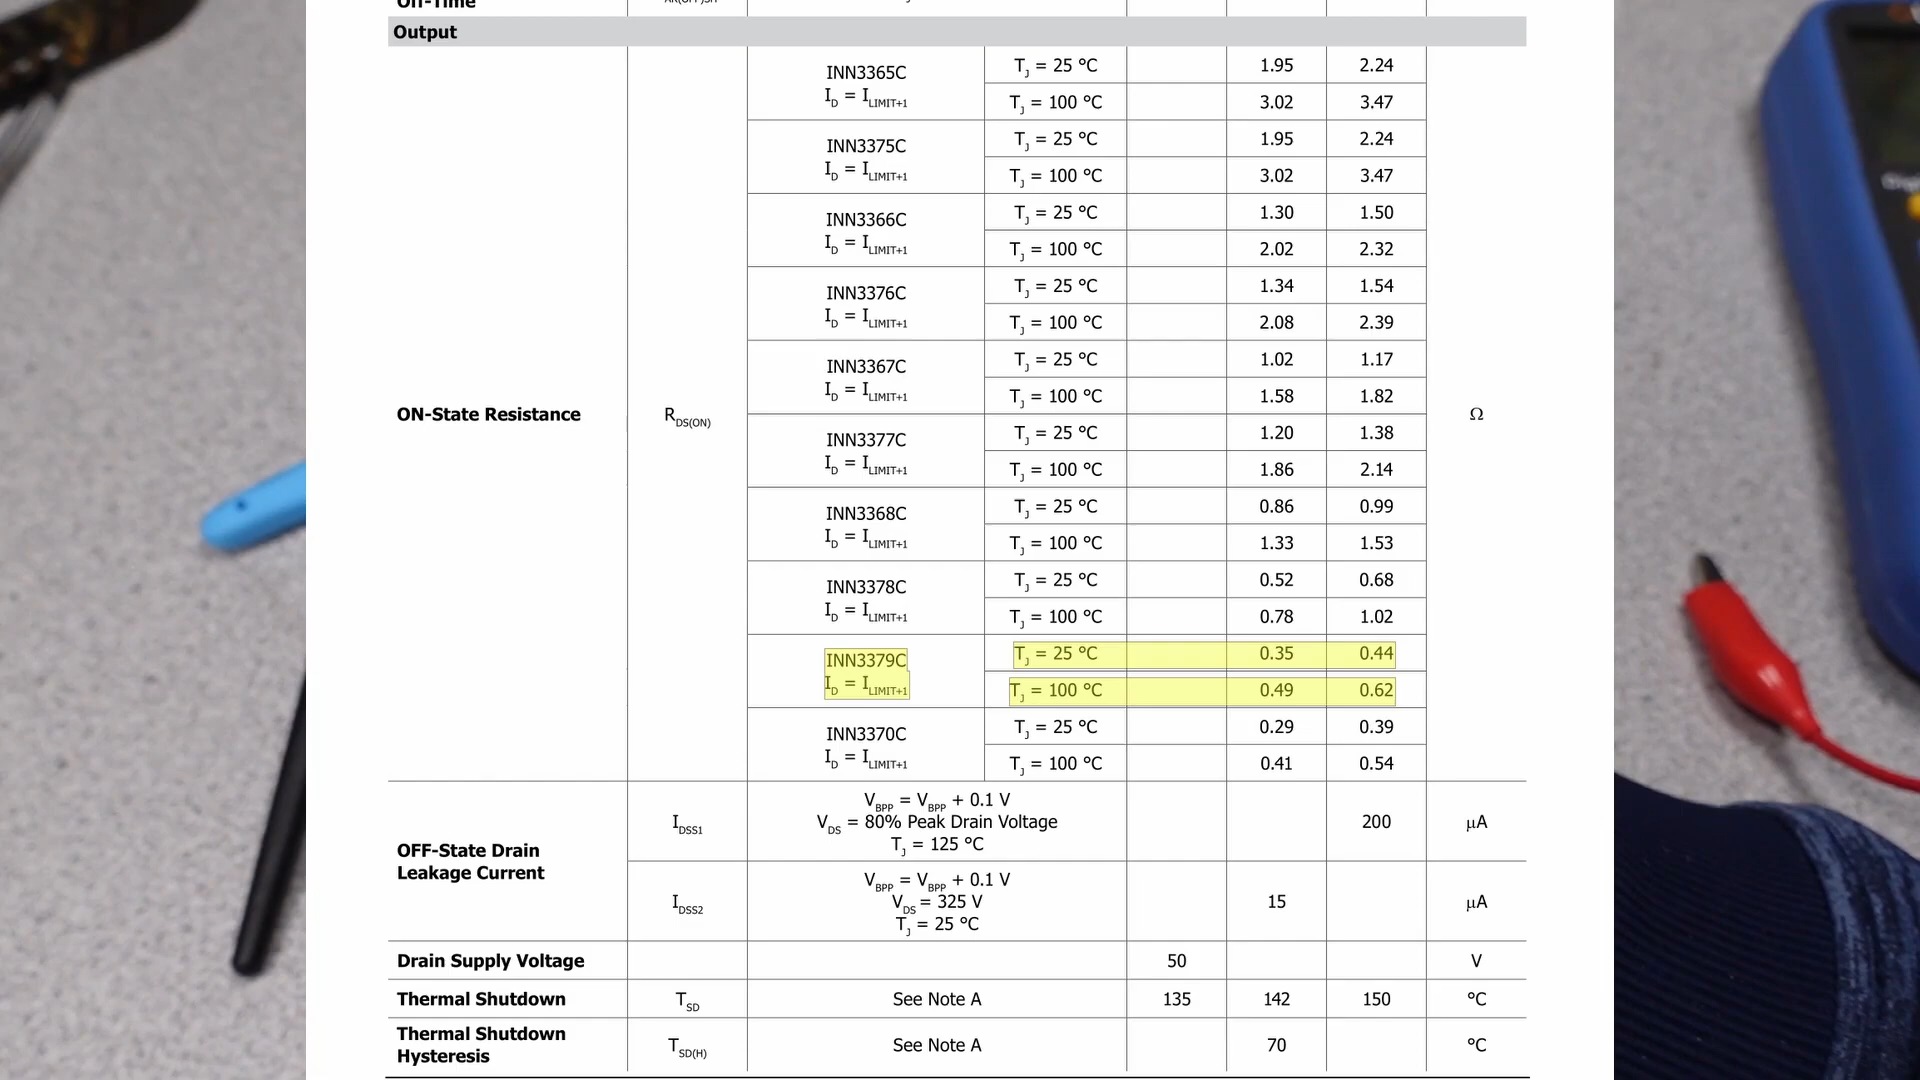 Off-Time
Output
ON-State Resistance
RDS(ON)
INN3365C
ID = ILIMIT+1
TJ = 25 °C 1.95 2.24
TJ = 100 °C 3.02 3.47
INN3375C
ID = ILIMIT+1
TJ = 25 °C 1.95 2.24
TJ = 100 °C 3.02 3.47
INN3366C
ID = ILIMIT+1
TJ = 25 °C 1.30 1.50
TJ = 100 °C 2.02 2.32
INN3376C
ID = ILIMIT+1
TJ = 25 °C 1.34 1.54
TJ = 100 °C 2.08 2.39
INN3367C
ID = ILIMIT+1
TJ = 25 °C 1.02 1.17
TJ = 100 °C 1.58 1.82
INN3377C
ID = ILIMIT+1
TJ = 25 °C 1.20 1.38
TJ = 100 °C 1.86 2.14
INN3368C
ID = ILIMIT+1
TJ = 25 °C 0.86 0.99
TJ = 100 °C 1.33 1.53
INN3378C
ID = ILIMIT+1
TJ = 25 °C 0.52 0.68
TJ = 100 °C 0.78 1.02
INN3379C
ID = ILIMIT+1
TJ = 25 °C 0.35 0.44
TJ = 100 °C 0.49 0.62
INN3370C
ID = ILIMIT+1
TJ = 25 °C 0.29 0.39
TJ = 100 °C 0.41 0.54
Ω
OFF-State Drain
Leakage Current
IDSS1
VBPP = VBPP + 0.1 V
VDS = 80% Peak Drain Voltage
TJ = 125 °C
200 μA
IDSS2
VBPP = VBPP + 0.1 V
VDS = 325 V
TJ = 25 °C
15 μA
Drain Supply Voltage 50 V
Thermal Shutdown TSD See Note A 135 142 150 °C
Thermal Shutdown
Hysteresis
TSD(H) See Note A 70 °C